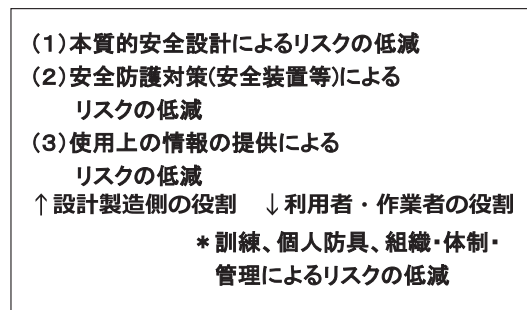 (1)本質的安全設計によるリスクの低減
(2)安全防護対策(安全装置等)による
リスクの低減
(3)使用上の情報の提供による
リスクの低減
↑設計製造側の役割 ↓利用者・作業者の役割
*訓練、個人防具、組織・体制・
管理によるリスクの低減